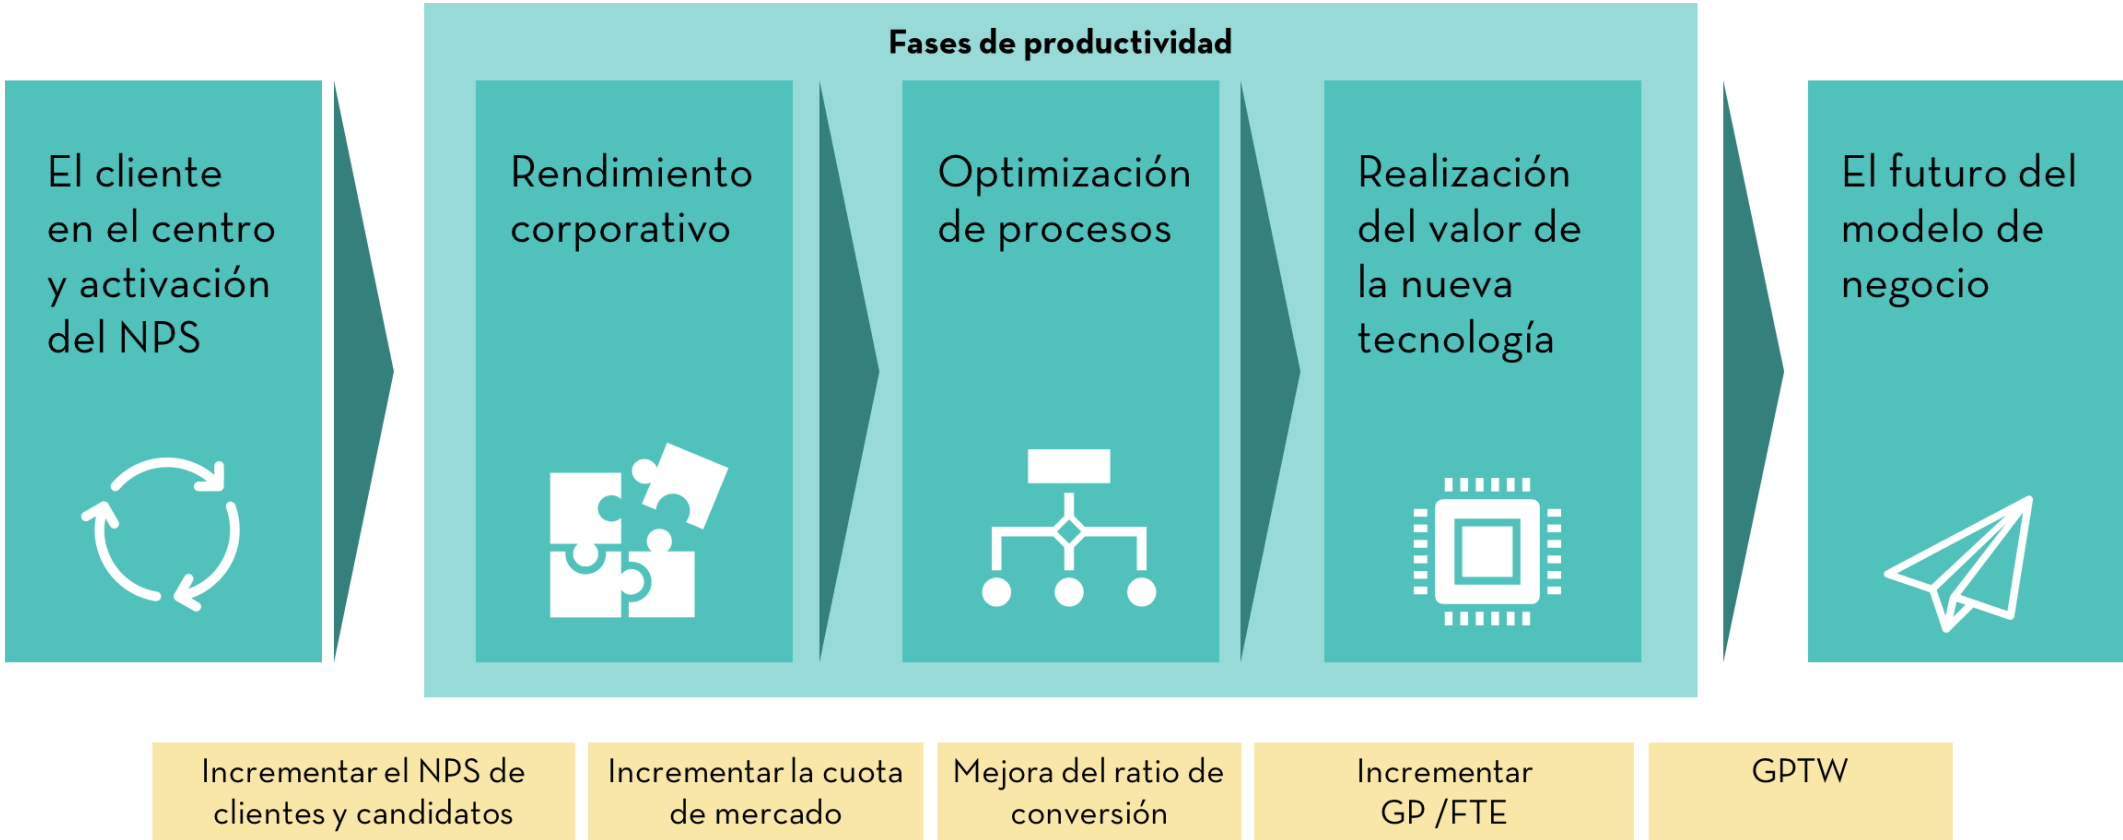 Fases de productividad
El cliente
en el centro
y activación
del NPS
Rendimiento
corporativo
Optimización
de procesos
Realización
del valor de
la nueva
tecnología
El futuro del
modelo de
negocio
Incrementar el NPS de
clientes y candidatos
Incrementar la cuota
de mercado
Mejora del ratio de
conversión
Incrementar
GP /FTE
GPTW